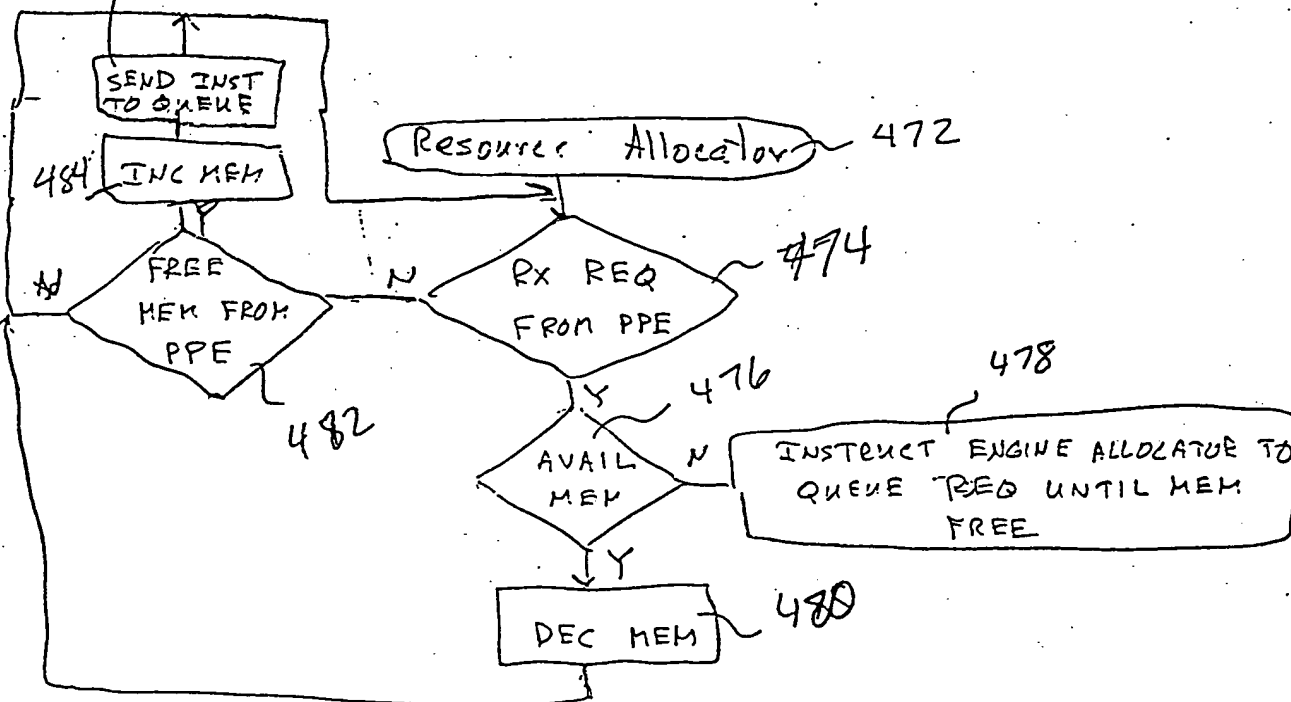 SEND INST
TO QUEUE
484
INC MEM
Y
FREE
MEM FROM
PPE
482
Resource Allocator
472
N
RX REQ
FROM PPE
474
Y
476
AVAIL
MEM
N
478
INSTRUCT ENGINE ALLOCATOR TO
QUEUE REQ UNTIL MEM
FREE
Y
DEC MEM
480